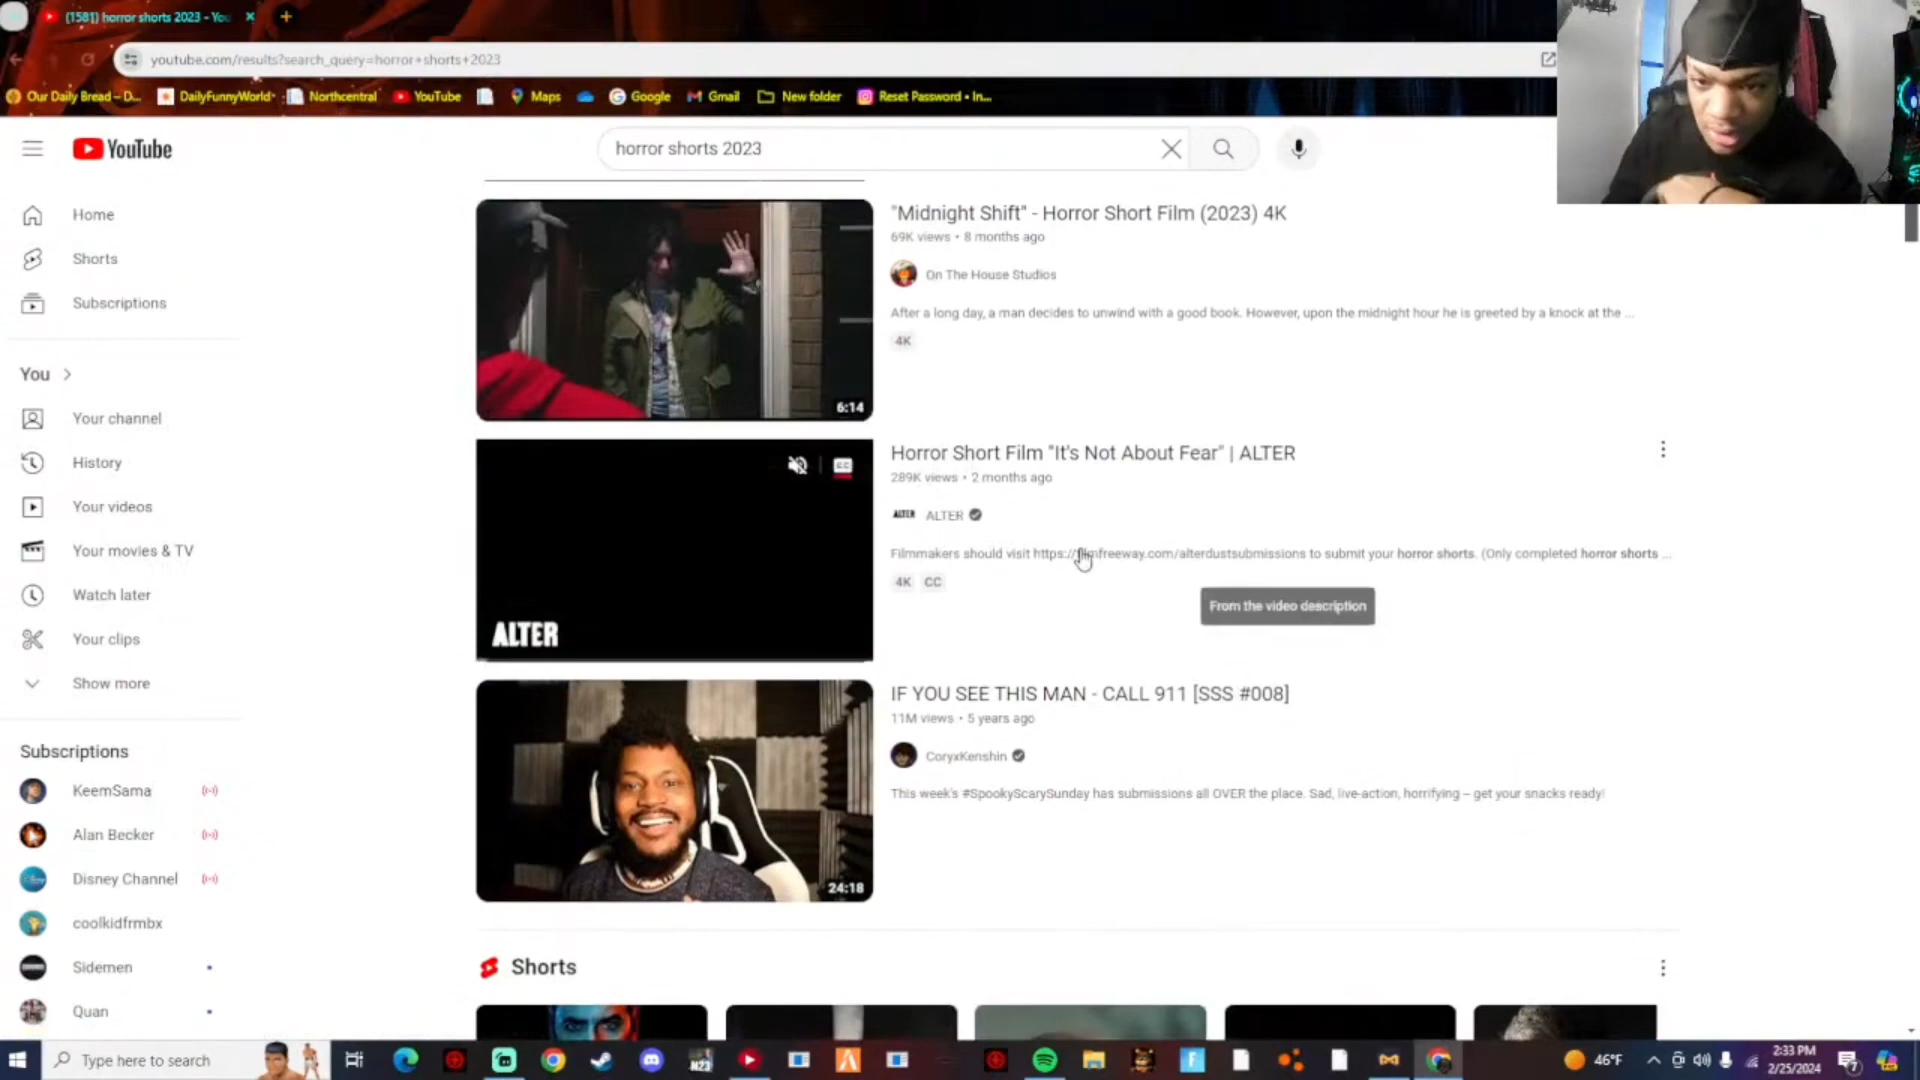 (1581) horror shorts 2023 - You
youtube.com/results?search_query=horror+shorts+2023
Our Daily Bread – D...
DailyFunnyWorld
Northcentral
YouTube
Maps
Google
Gmail
New folder
Reset Password • In...
YouTube
horror shorts 2023
Home
Shorts
Subscriptions
You
Your channel
History
Your videos
Your movies & TV
Watch later
Your clips
Show more
Subscriptions
KeemSama
Alan Becker
Disney Channel
coolkidfrmbx
Sidemen
Quan
6:14
"Midnight Shift" - Horror Short Film (2023) 4K
69K views • 8 months ago
On The House Studios
After a long day, a man decides to unwind with a good book. However, upon the midnight hour he is greeted by a knock at the ...
4K
CC
ALTER
Horror Short Film "It's Not About Fear" | ALTER
289K views • 2 months ago
ALTER
ALTER
Filmmakers should visit https://filmfreeway.com/alterdustsubmissions to submit your horror shorts. (Only completed horror shorts ...
4K CC
From the video description
24:18
IF YOU SEE THIS MAN - CALL 911 [SSS #008]
11M views • 5 years ago
CoryxKenshin
This week's #SpookyScarySunday has submissions all OVER the place. Sad, live-action, horrifying – get your snacks ready!
Shorts
Type here to search
N23
46°F
2:33 PM
2/25/2024
7